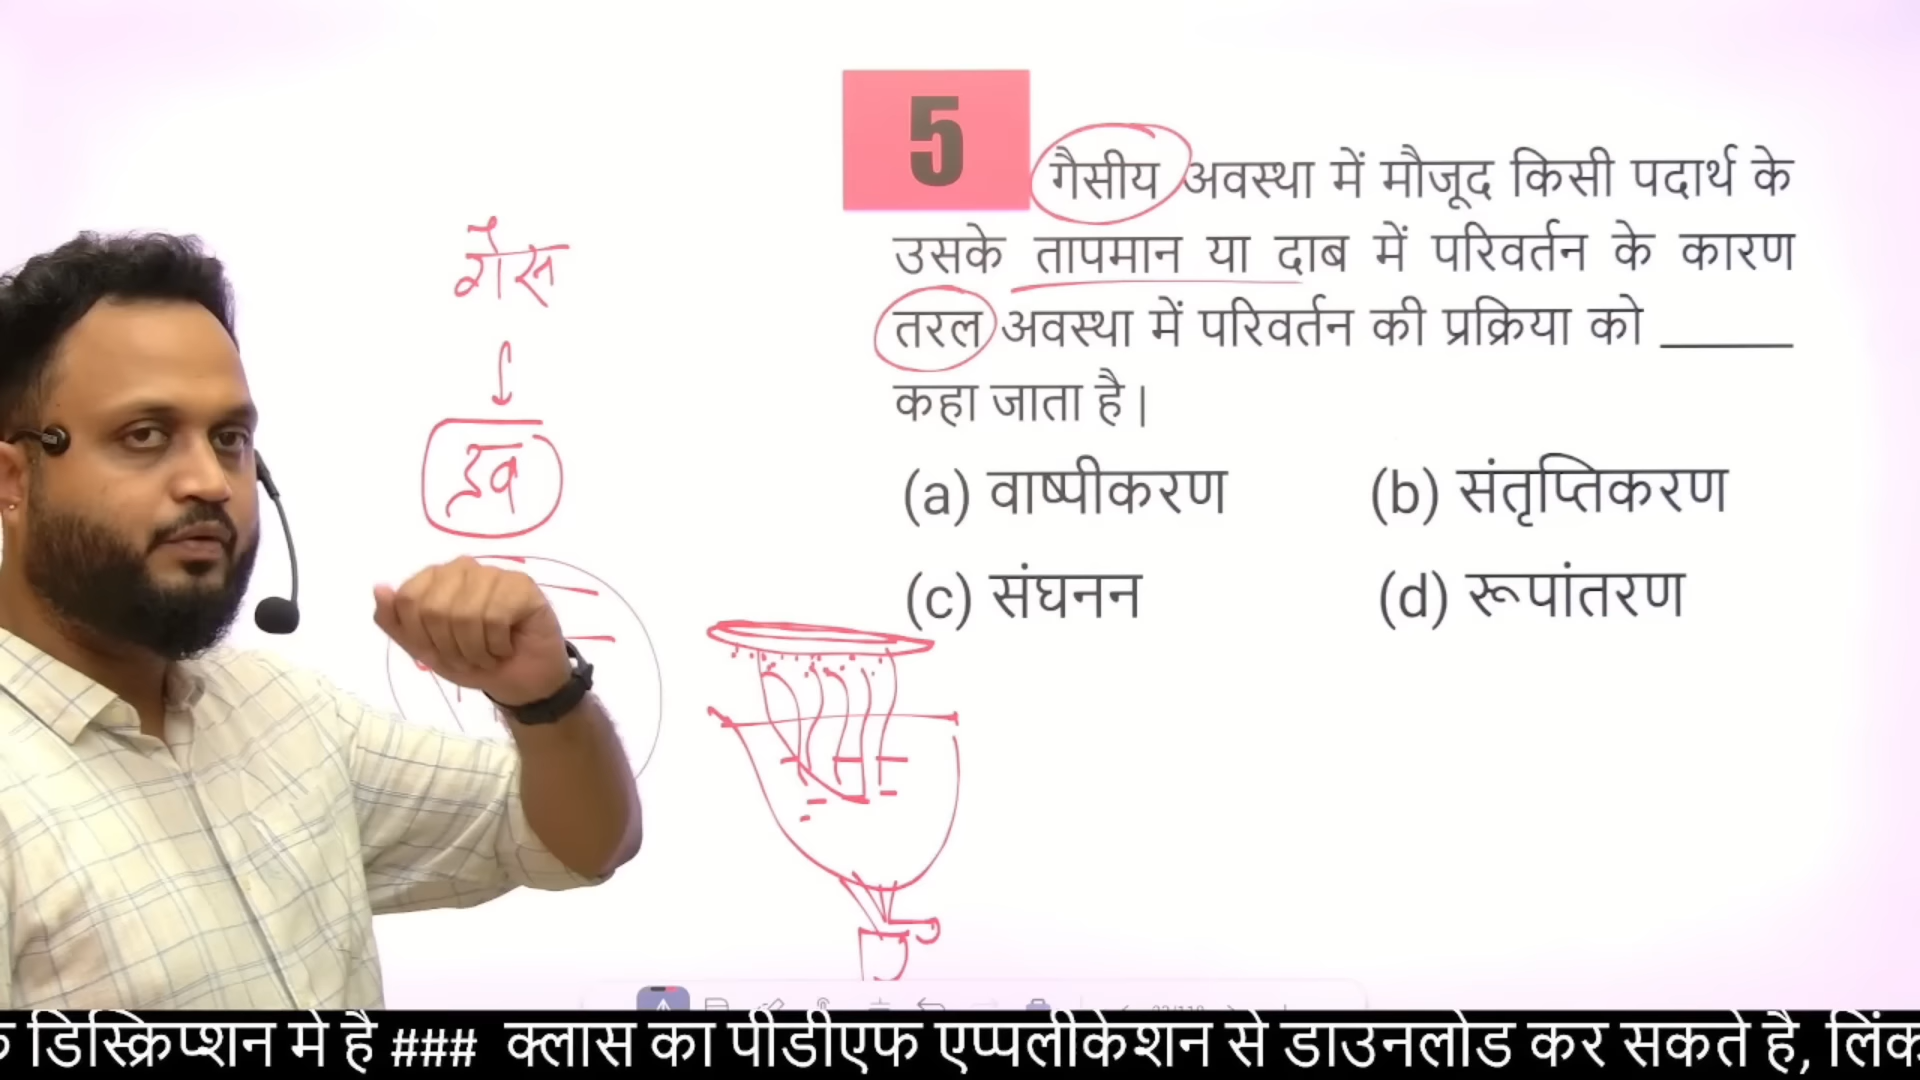 5
गैसीय अवस्था में मौजूद किसी पदार्थ के
उसके तापमान या दाब में परिवर्तन के कारण
तरल अवस्था में परिवर्तन की प्रक्रिया को ______
कहा जाता है।
(a) वाष्पीकरण (b) संतृप्तिकरण
(c) संघनन (d) रूपांतरण
गैस
द्रव
डिस्क्रिप्शन में है ### क्लास का पीडीएफ एप्पलीकेशन से डाउनलोड कर सकते है, लिंक